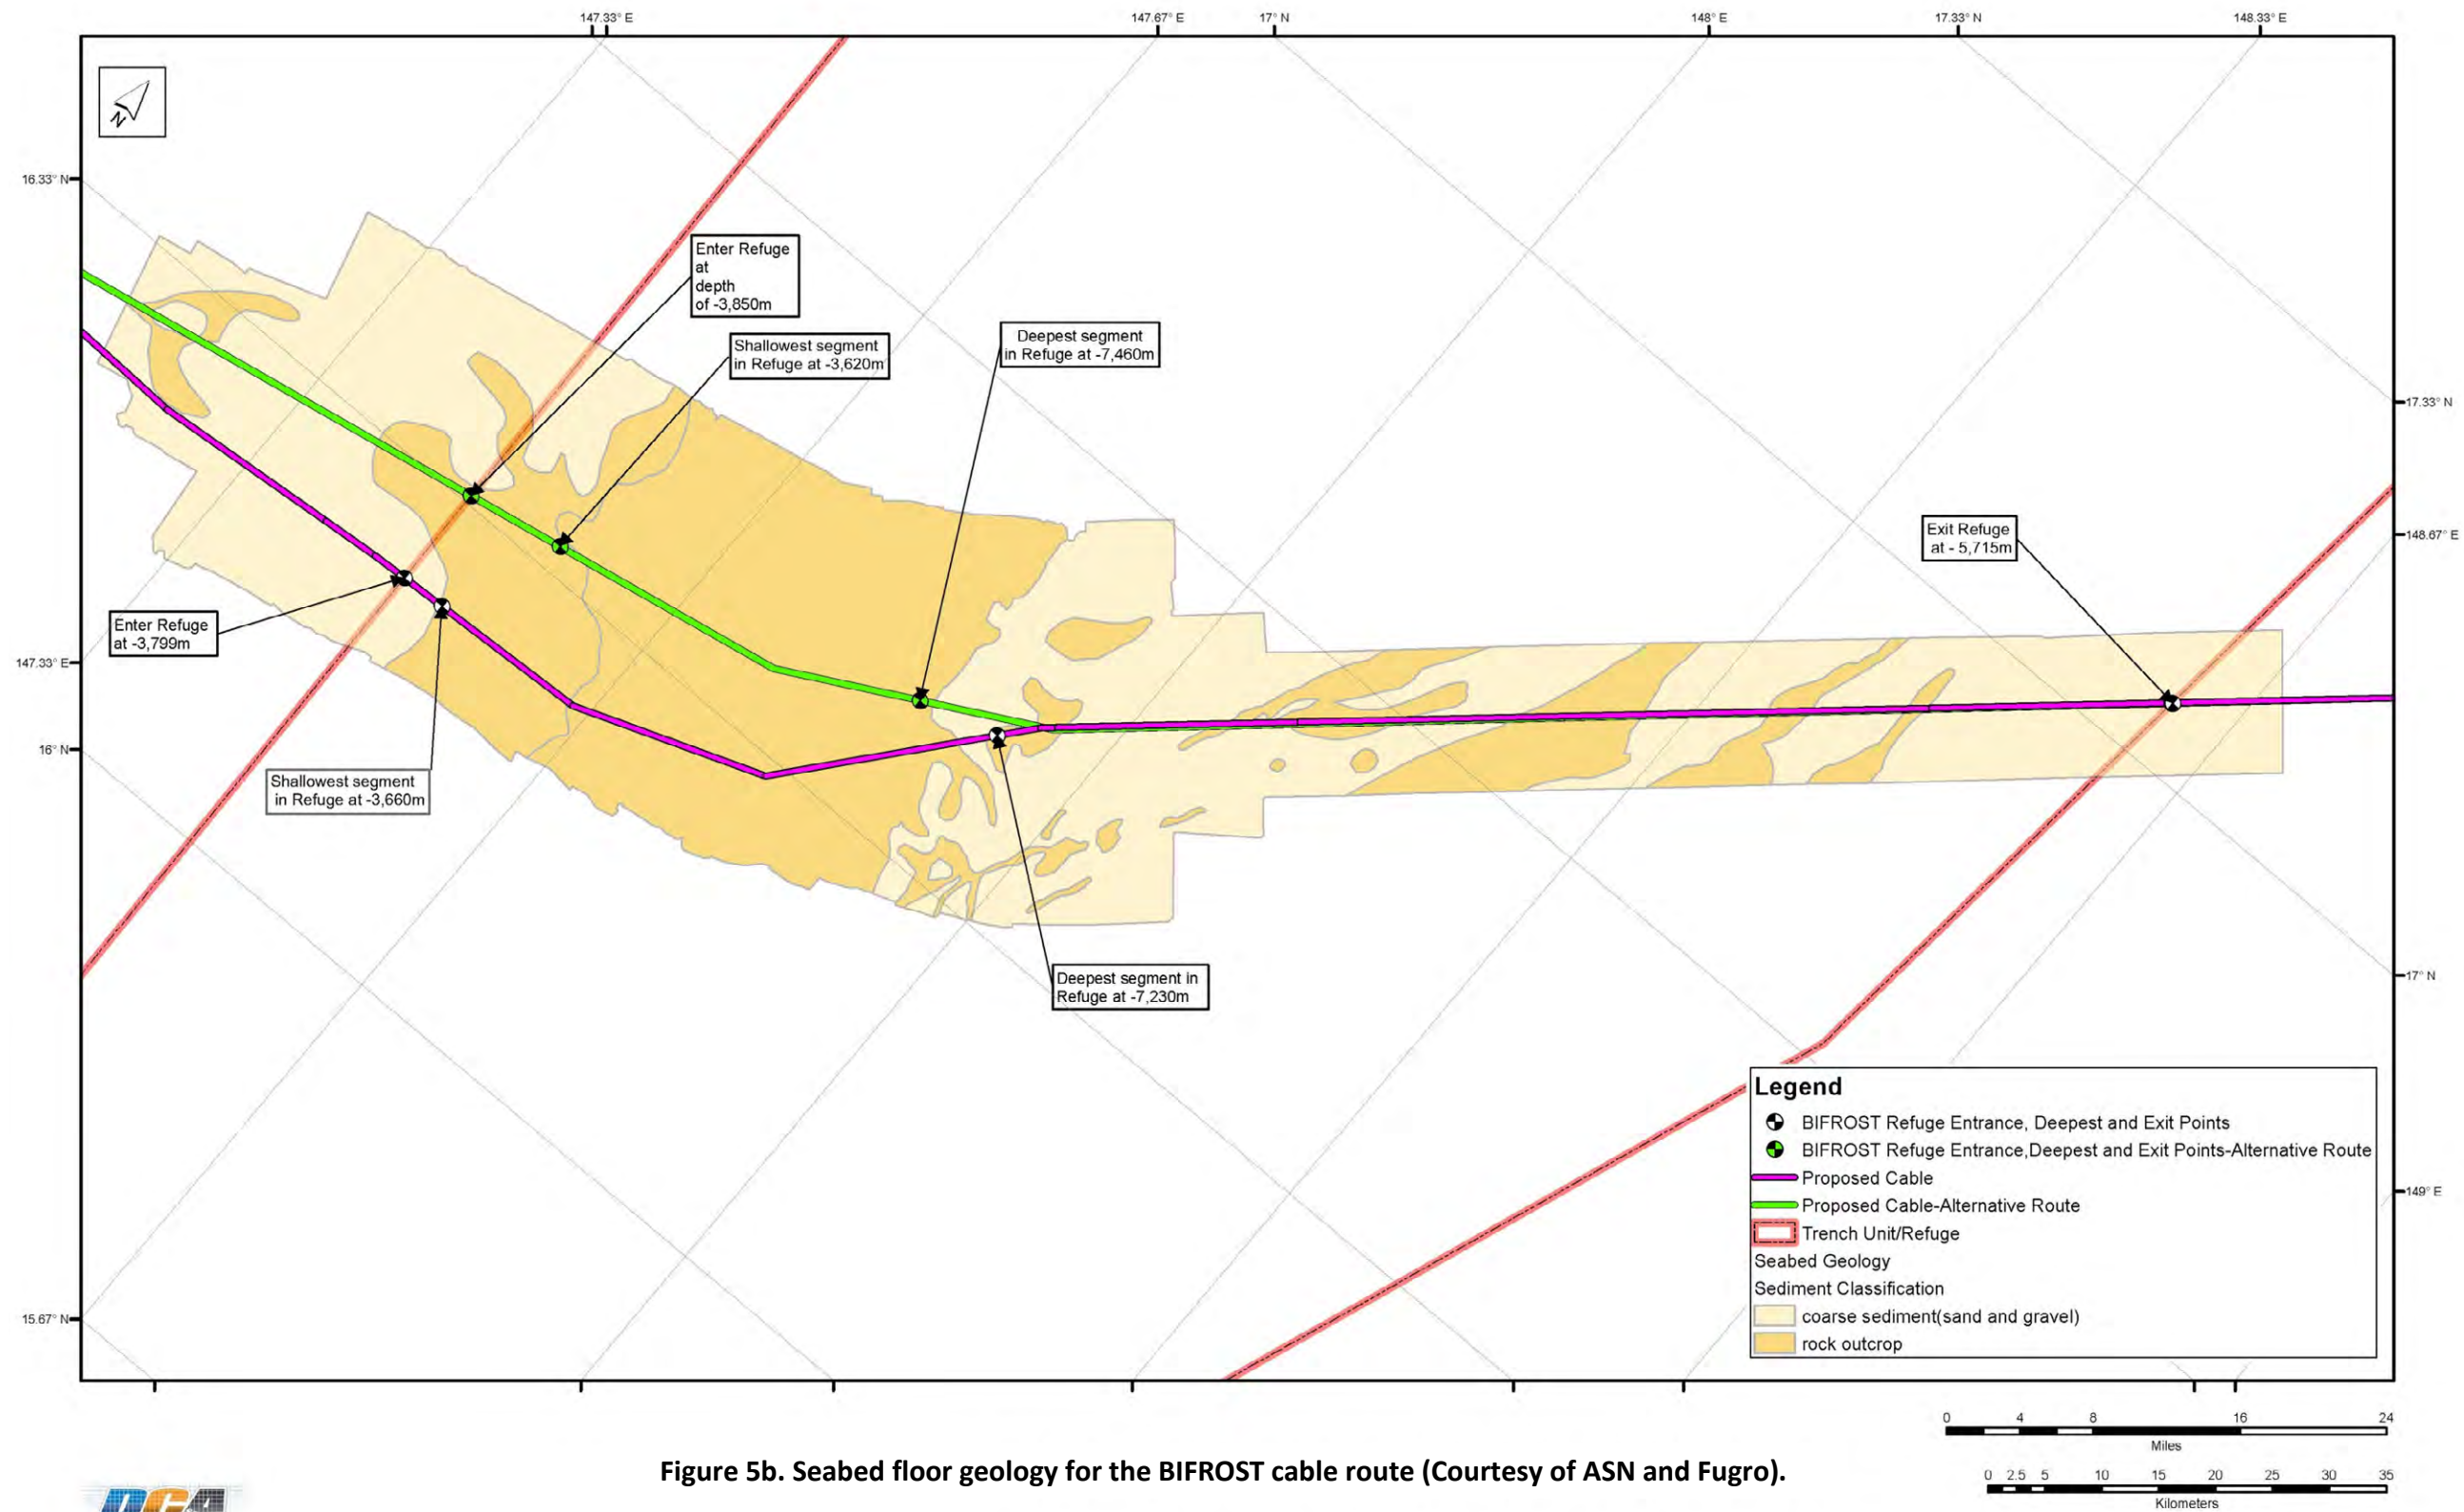 147.33° E
147.67° E
17° N
148° E
17.33° N
148.33° E
N
16.33° N
Enter Refuge
at
depth
of -3,850m
Shallowest segment
in Refuge at -3,620m
Deepest segment
in Refuge at -7,460m
17.33° N
Exit Refuge
at - 5,715m
148.67° E
Enter Refuge
at -3,799m
147.33° E
16° N
Shallowest segment
in Refuge at -3,660m
Deepest segment in
Refuge at -7,230m
17° N
Legend
BIFROST Refuge Entrance, Deepest and Exit Points
BIFROST Refuge Entrance,Deepest and Exit Points-Alternative Route
Proposed Cable
Proposed Cable-Alternative Route
149° E
Trench Unit/Refuge
Seabed Geology
Sediment Classification
coarse sediment(sand and gravel)
rock outcrop
15.67° N
0 4 8 16 24
Miles
Figure 5b. Seabed floor geology for the BIFROST cable route (Courtesy of ASN and Fugro).
0 2.5 5 10 15 20 25 30 35
Kilometers